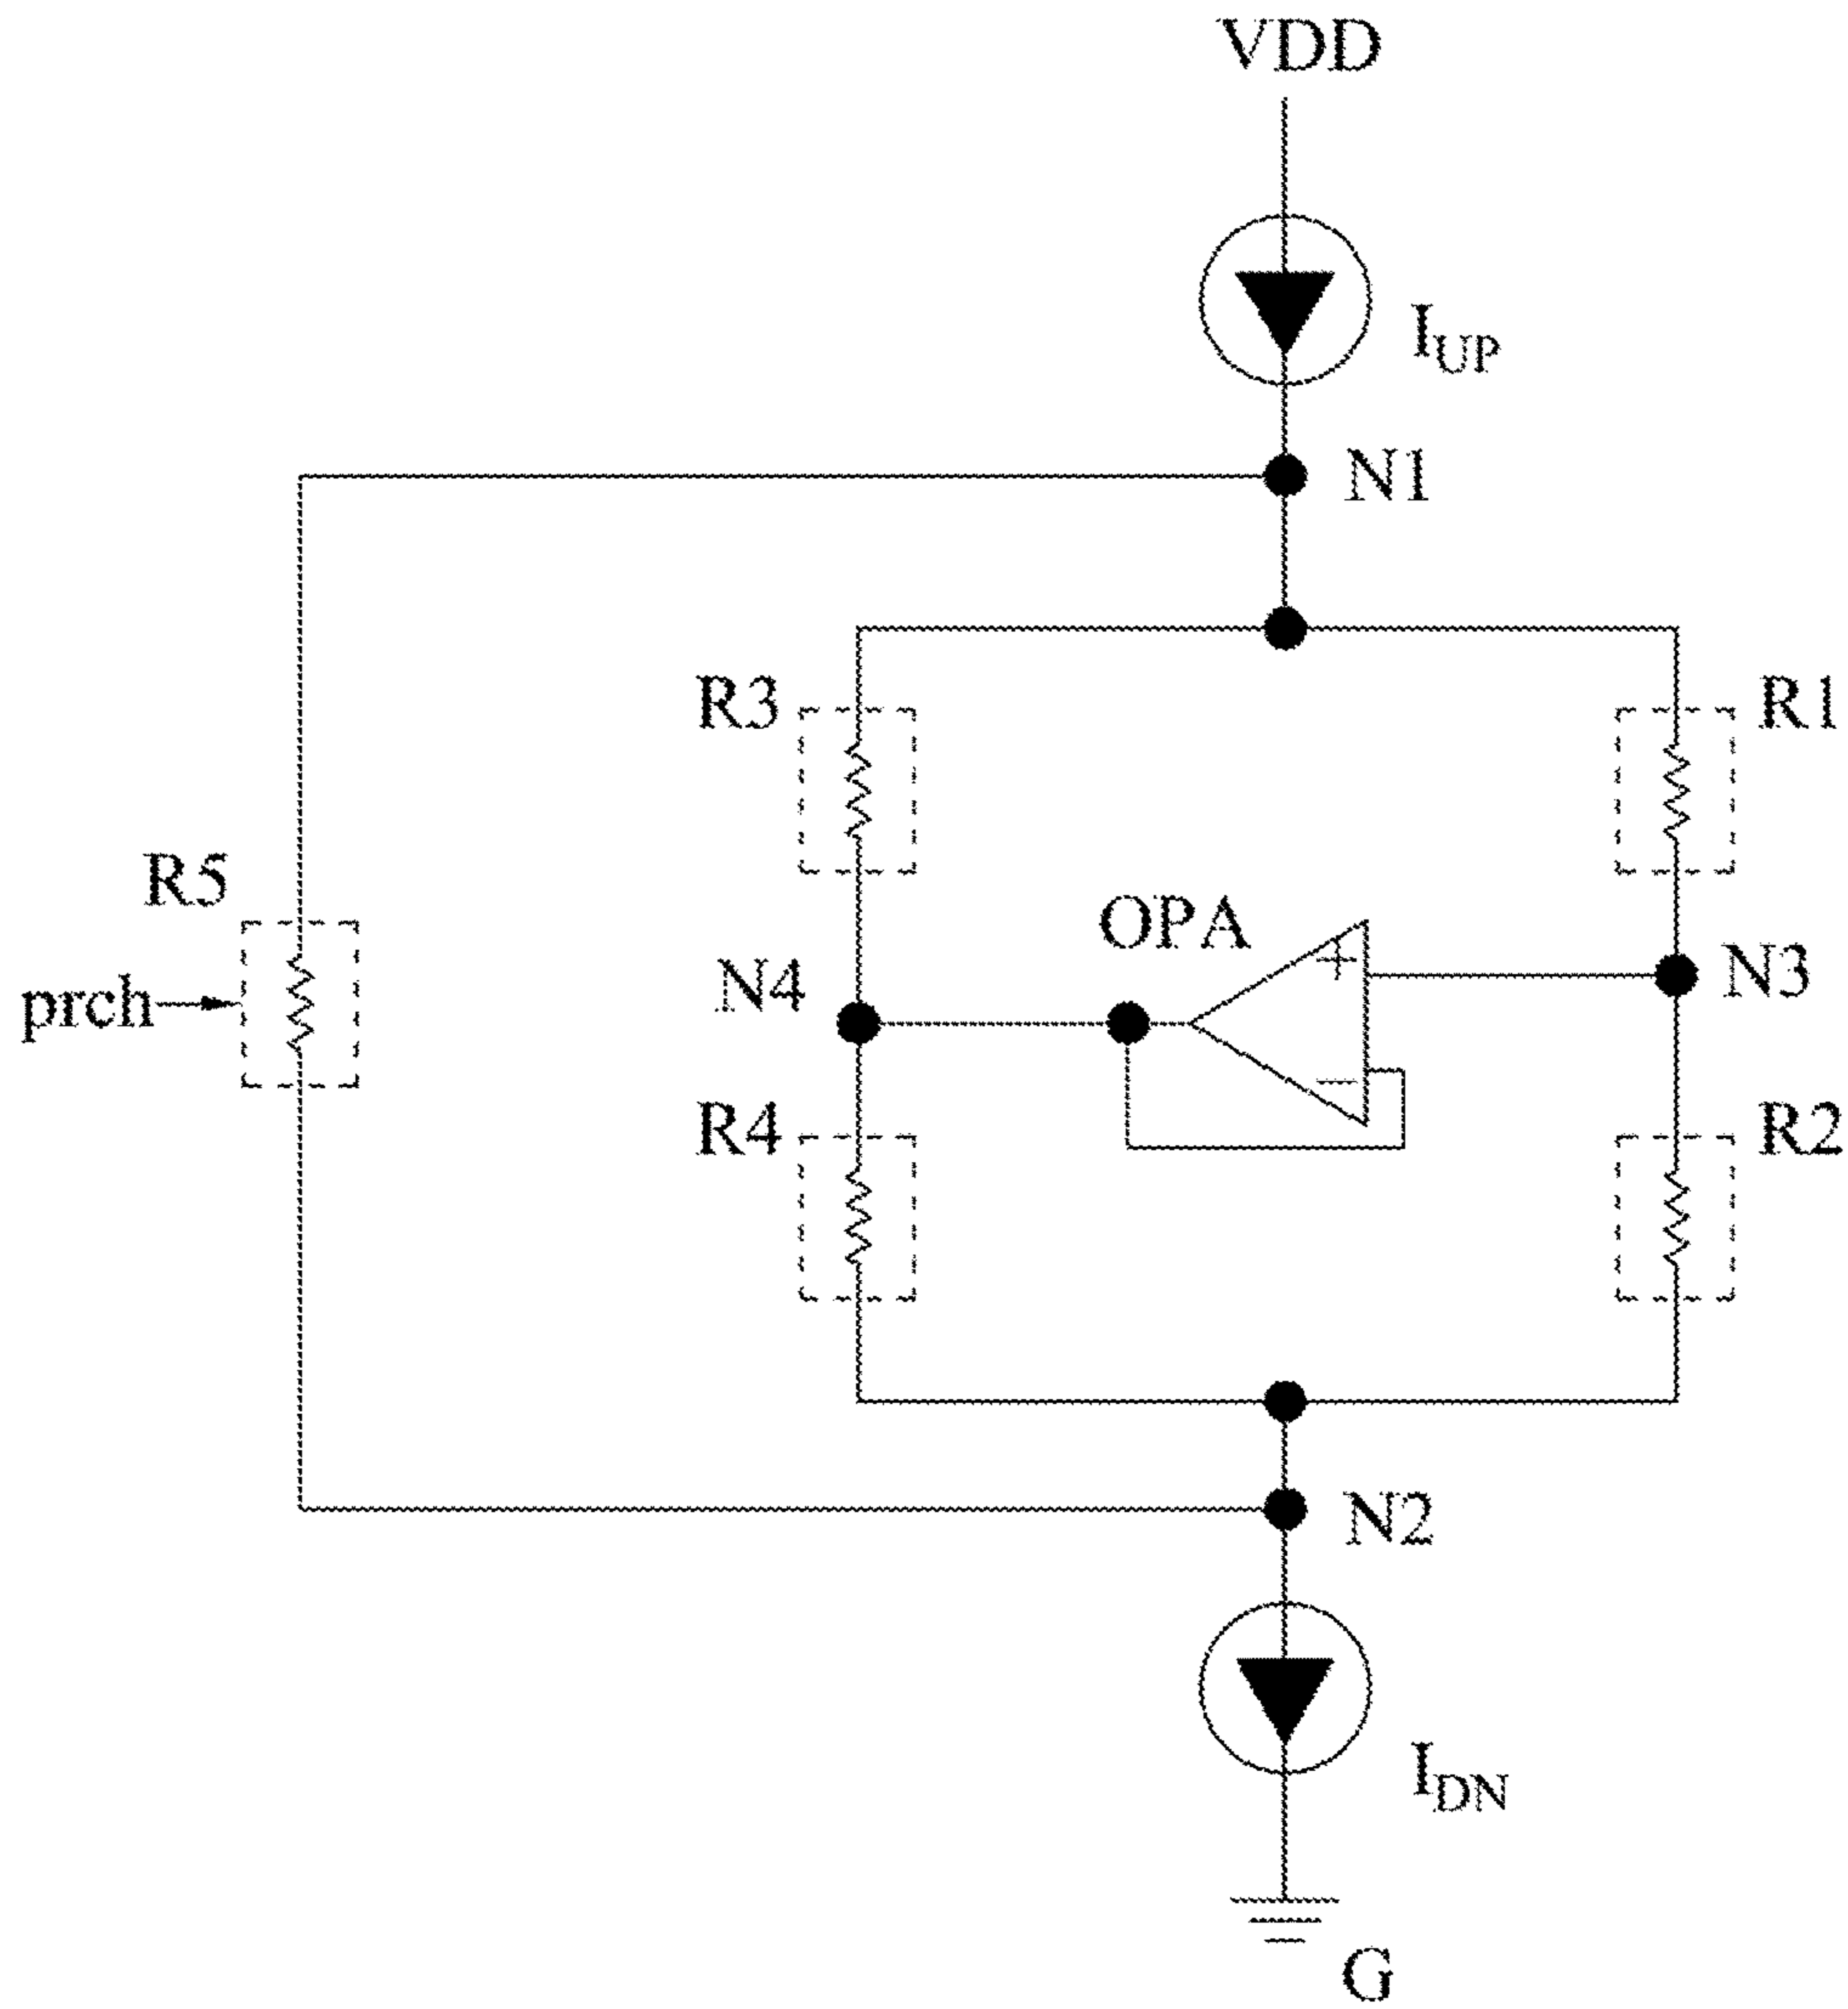 VDD
I_UP
N1
R3
R1
R5
OPA
+
N4
N3
prch
−
R4
R2
N2
I_DN
G